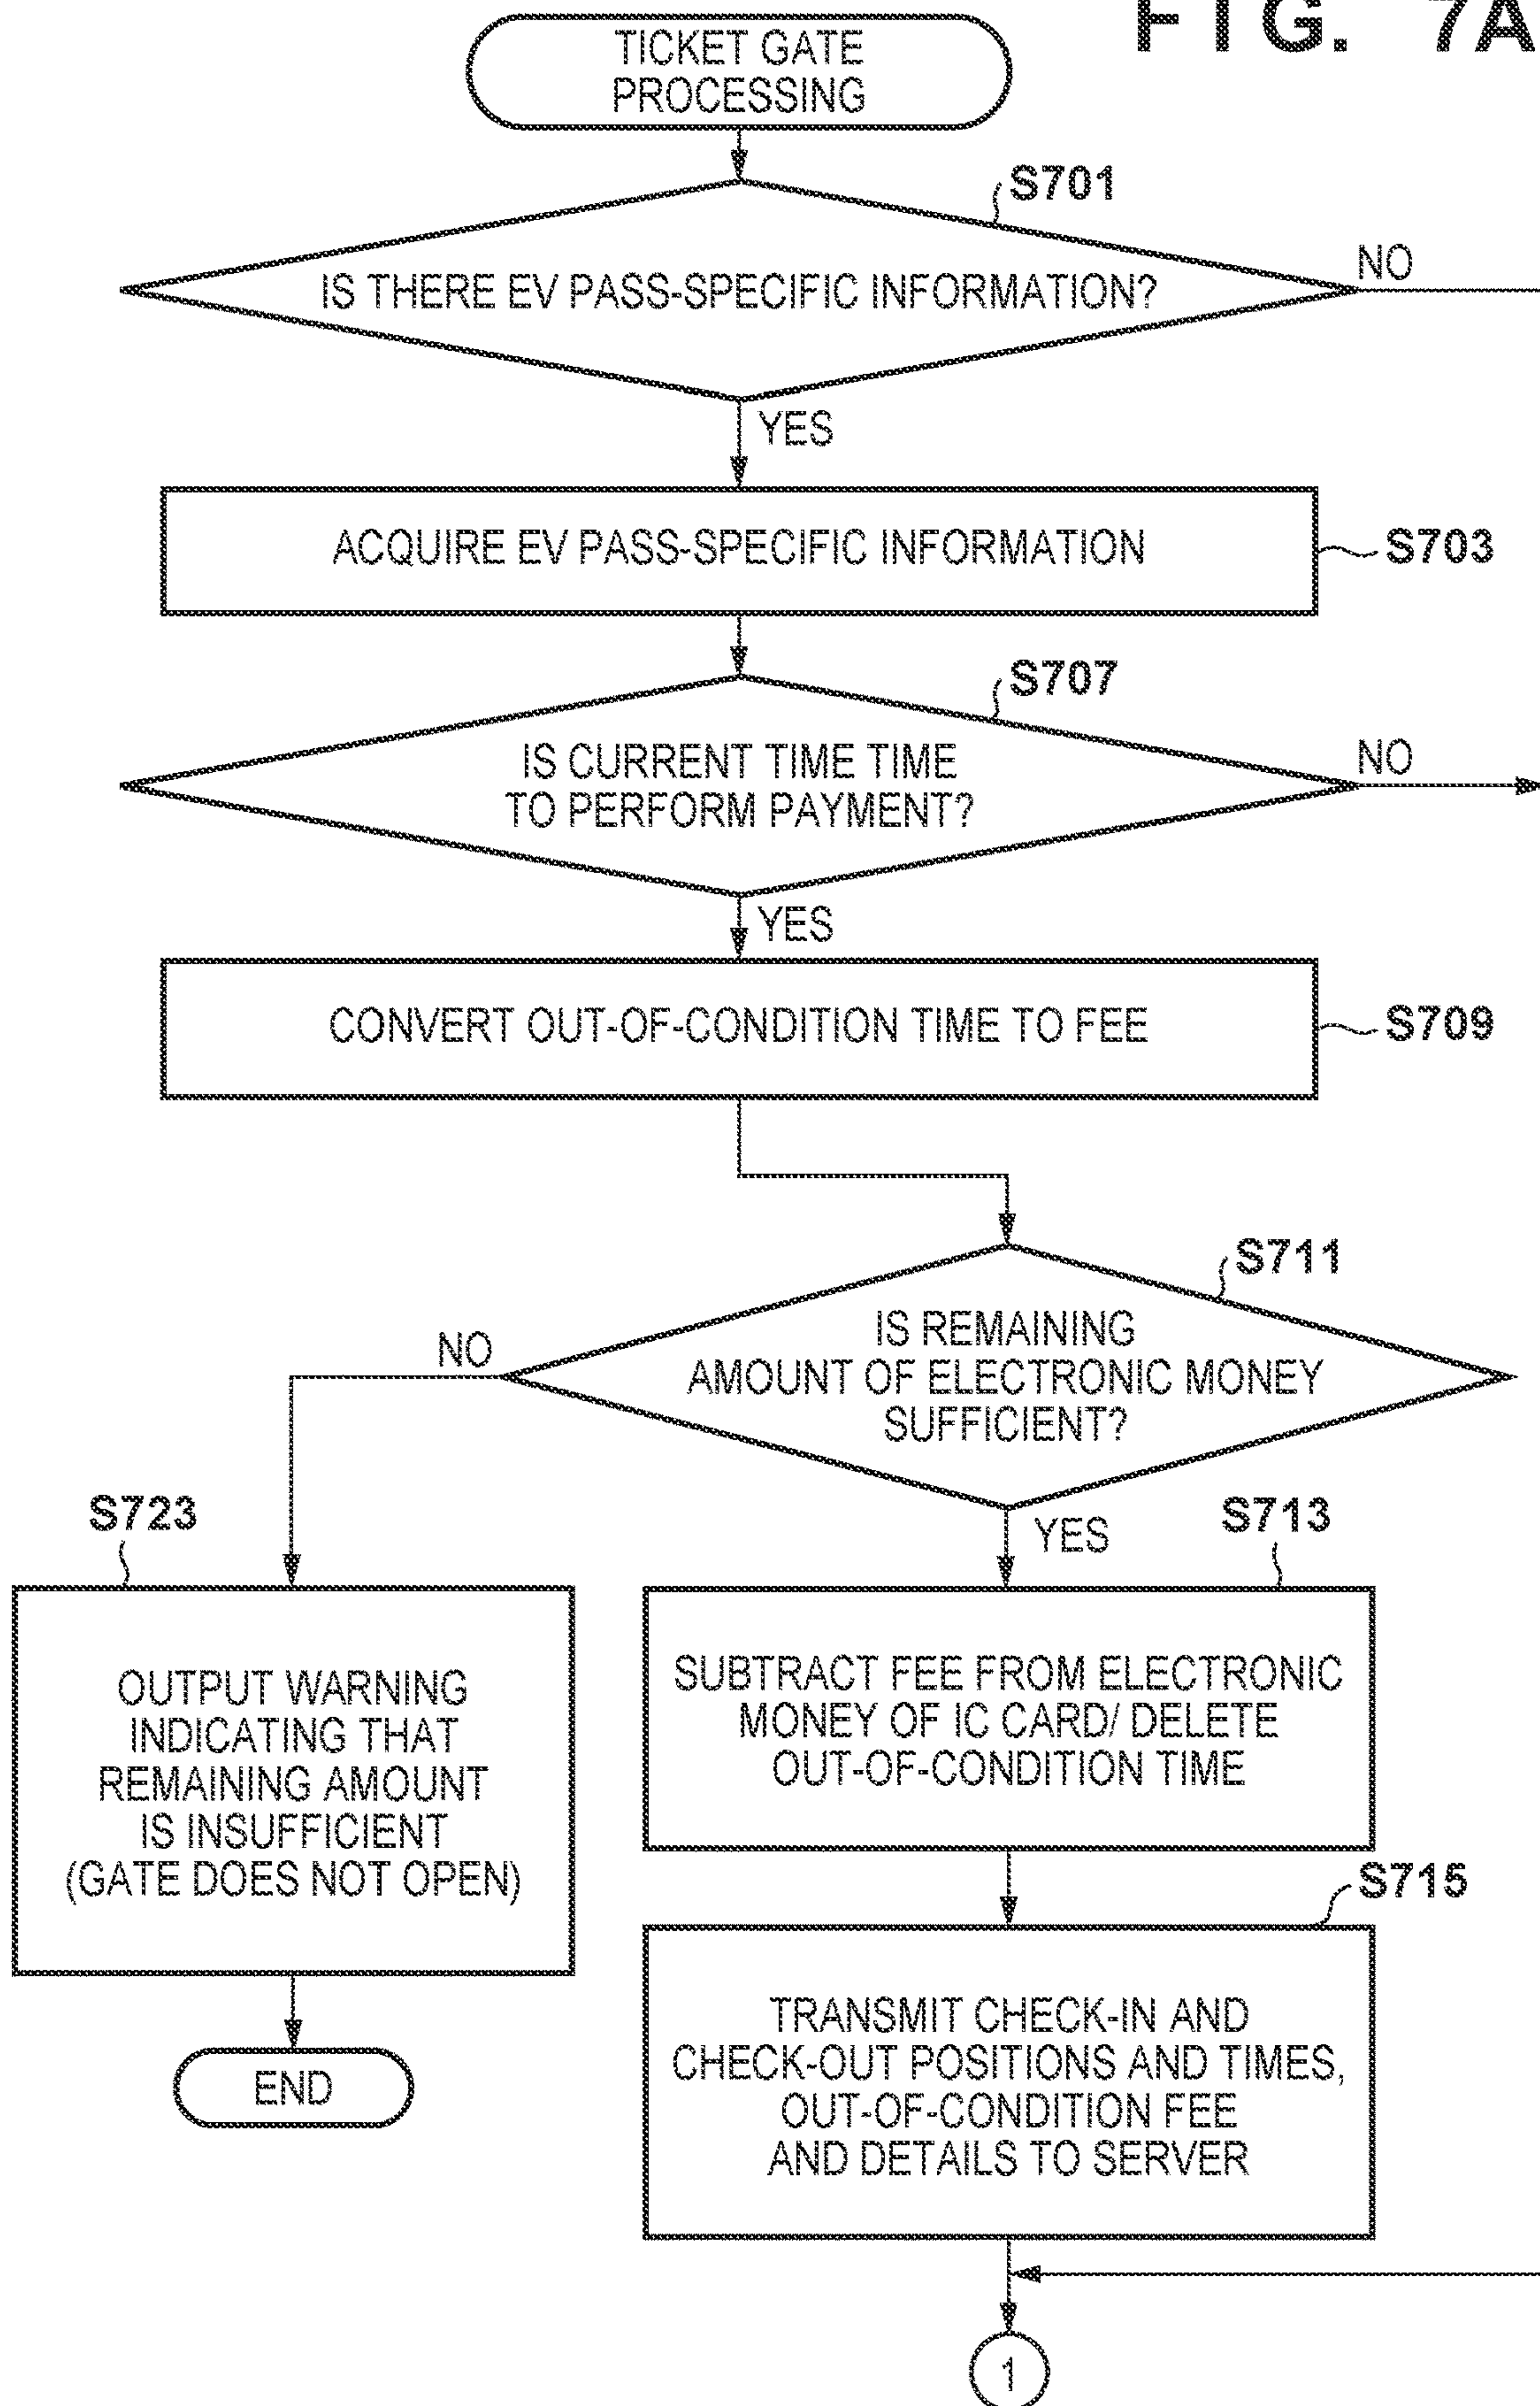 FIG. 7A
TICKET GATE
PROCESSING
S701
IS THERE EV PASS-SPECIFIC INFORMATION?
NO
YES
ACQUIRE EV PASS-SPECIFIC INFORMATION
S703
S707
IS CURRENT TIME TIME
TO PERFORM PAYMENT?
NO
YES
CONVERT OUT-OF-CONDITION TIME TO FEE
S709
S711
IS REMAINING
AMOUNT OF ELECTRONIC MONEY
SUFFICIENT?
NO
YES
S723
OUTPUT WARNING
INDICATING THAT
REMAINING AMOUNT
IS INSUFFICIENT
(GATE DOES NOT OPEN)
END
S713
SUBTRACT FEE FROM ELECTRONIC
MONEY OF IC CARD/ DELETE
OUT-OF-CONDITION TIME
S715
TRANSMIT CHECK-IN AND
CHECK-OUT POSITIONS AND TIMES,
OUT-OF-CONDITION FEE
AND DETAILS TO SERVER
1